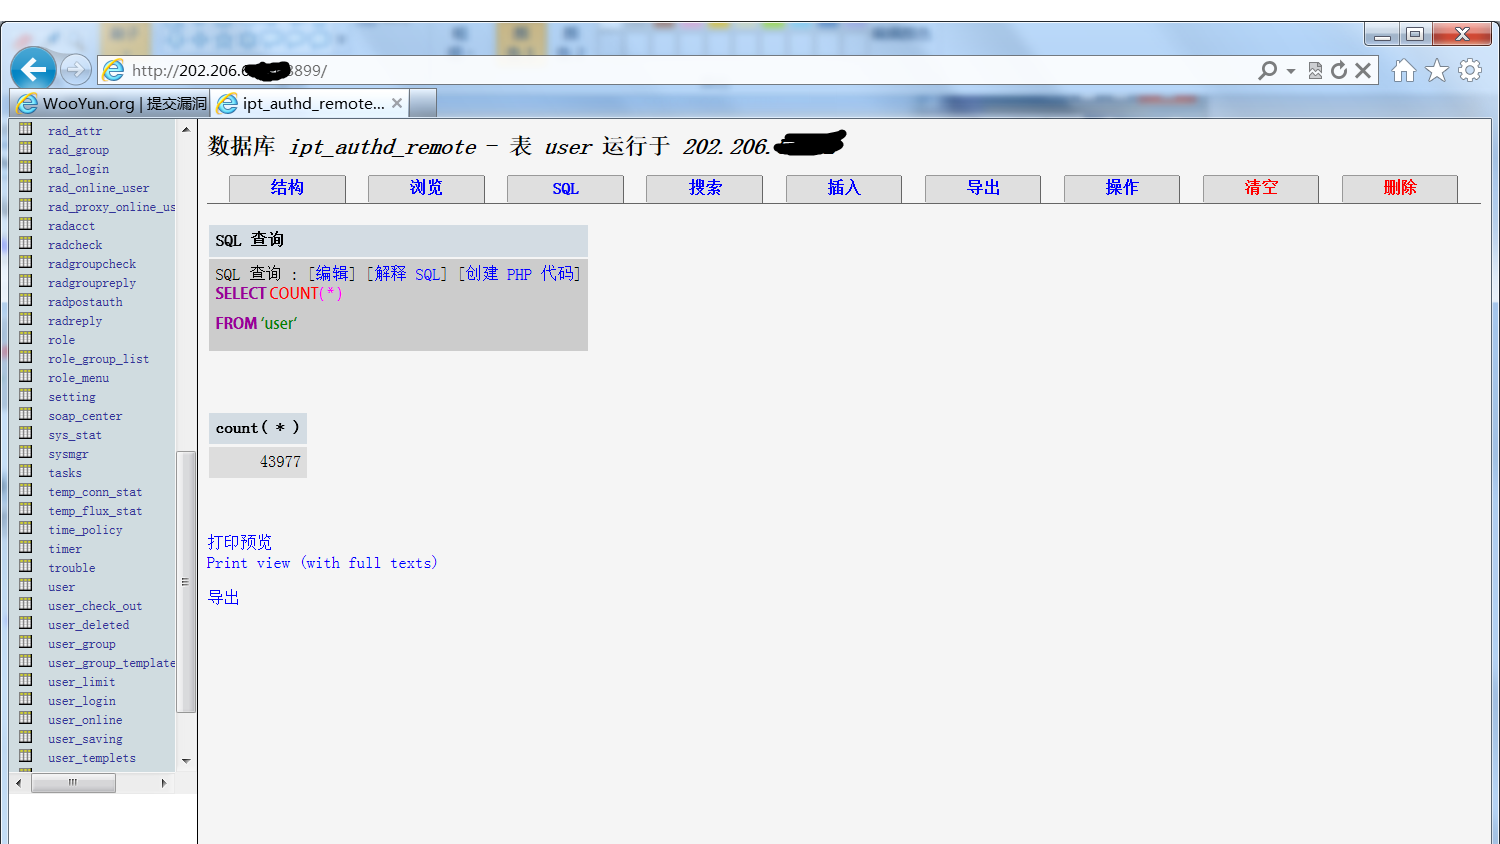 http://202.206.6 8899/
WooYun.org | 提交漏洞
ipt_authd_remote...
rad_attr
rad_group
rad_login
rad_online_user
rad_proxy_online_us
radacct
radcheck
radgroupcheck
radgroupreply
radpostauth
radreply
role
role_group_list
role_menu
setting
soap_center
sys_stat
sysmgr
tasks
temp_conn_stat
temp_flux_stat
time_policy
timer
trouble
user
user_check_out
user_deleted
user_group
user_group_template
user_limit
user_login
user_online
user_saving
user_templets
数据库 ipt_authd_remote - 表 user 运行于 202.206.
结构 浏览 SQL 搜索 插入 导出 操作 清空 删除
SQL 查询
SQL 查询 : [编辑] [解释 SQL] [创建 PHP 代码]
SELECT COUNT( * )
FROM ‘user‘
count( * )
43977
打印预览
Print view (with full texts)
导出